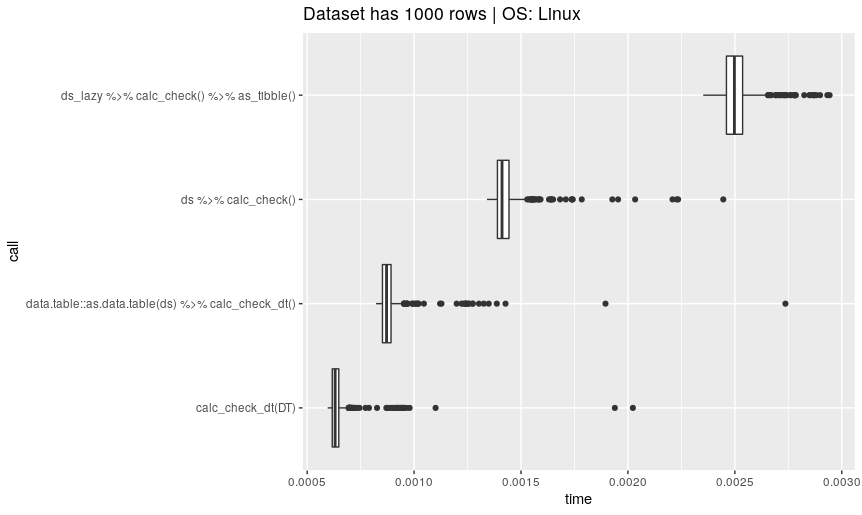 Dataset has 1000 rows | OS: Linux
ds_lazy %>% calc_check() %>% as_tibble()
ds %>% calc_check()
data.table::as.data.table(ds) %>% calc_check_dt()
calc_check_dt(DT)
call
0.0005 0.0010 0.0015 0.0020 0.0025 0.0030
time